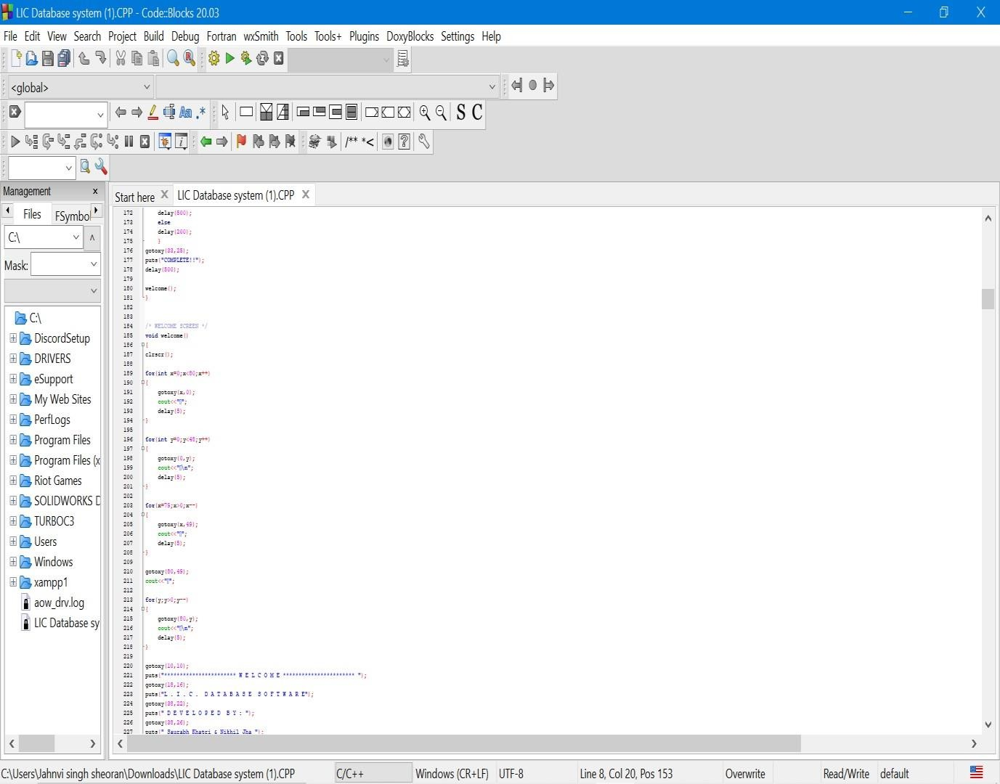 LIC Database system (1).CPP - Code::Blocks 20.03
File Edit View Search Project Build Debug Fortran wxSmith Tools Tools+ Plugins DoxyBlocks Settings Help
<global>
Aa .* S C
/** *<
Management x
Start here X LIC Database system (1).CPP X
Files FSymbol
C:\
Mask:
C:\
DiscordSetup
DRIVERS
eSupport
My Web Sites
PerfLogs
Program Files
Program Files (x
Riot Games
SOLIDWORKS D
TURBOC3
Users
Windows
xampp1
aow_drv.log
LIC Database sy
172 delay(500);
173 else
174 delay(200);
175 }
176 gotoxy(33,25);
177 puts("COMPLETE!!");
178 delay(500);
179
180 welcome();
181 }
182
183
184 /* WELCOME SCREEN */
185 void welcome()
186 {
187 clrscr();
188
189 for(int x=0;x<80;x++)
190 {
191 gotoxy(x,0);
192 cout<<"";
193 delay(5);
194 }
195
196 for(int y=0;y<48;y++)
197 {
198 gotoxy(0,y);
199 cout<<"\n";
200 delay(5);
201 }
202
203 for(x=79;x>0;x--)
204 {
205 gotoxy(x,49);
206 cout<<"";
207 delay(5);
208 }
209
210 gotoxy(80,49);
211 cout<<"";
212
213 for(y;y>0;y--)
214 {
215 gotoxy(80,y);
216 cout<<"\n";
217 delay(5);
218 }
219
220 gotoxy(10,10);
221 puts("*********************** W E L C O M E *********************** ");
222 gotoxy(18,16);
223 puts("L . I . C . D A T A B A S E S O F T W A R E");
224 gotoxy(38,22);
225 puts(" D E V E L O P E D B Y : ");
226 gotoxy(38,26);
227 puts(" Saurabh Khatri & Nikhil Jha ");
C:\Users\Jahnvi singh sheoran\Downloads\LIC Database system (1).CPP C/C++ Windows (CR+LF) UTF-8 Line 8, Col 20, Pos 153 Overwrite Read/Write default